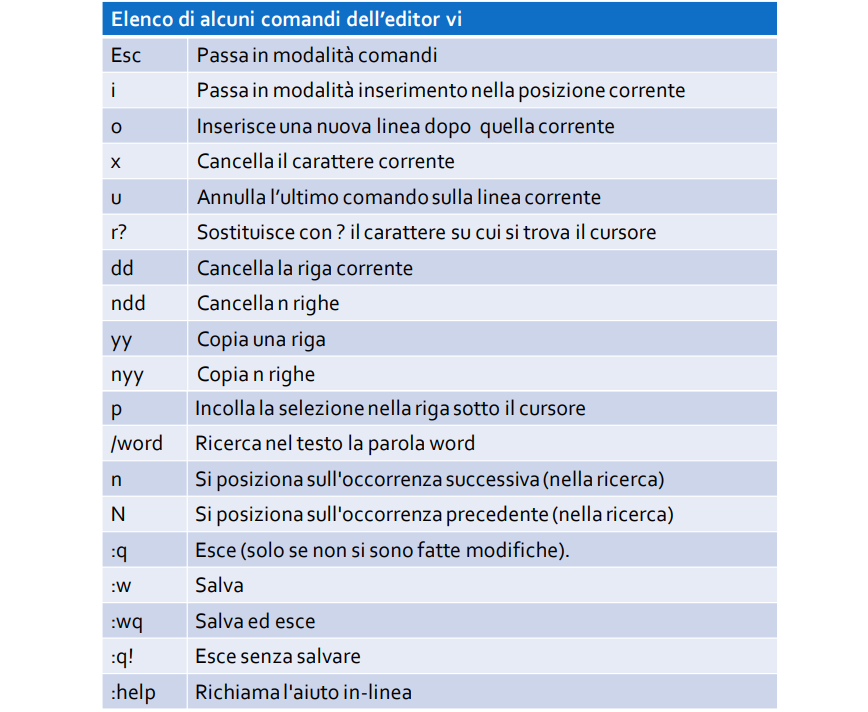 Elenco di alcuni comandi dell'editor vi
Esc Passa in modalità comandi
i Passa in modalità inserimento nella posizione corrente
o Inserisce una nuova linea dopo quella corrente
x Cancella il carattere corrente
u Annulla l'ultimo comando sulla linea corrente
r? Sostituisce con ? il carattere su cui si trova il cursore
dd Cancella la riga corrente
ndd Cancella n righe
yy Copia una riga
nyy Copia n righe
p Incolla la selezione nella riga sotto il cursore
/word Ricerca nel testo la parola word
n Si posiziona sull'occorrenza successiva (nella ricerca)
N Si posiziona sull'occorrenza precedente (nella ricerca)
:q Esce (solo se non si sono fatte modifiche).
:w Salva
:wq Salva ed esce
:q! Esce senza salvare
:help Richiama l'aiuto in-linea